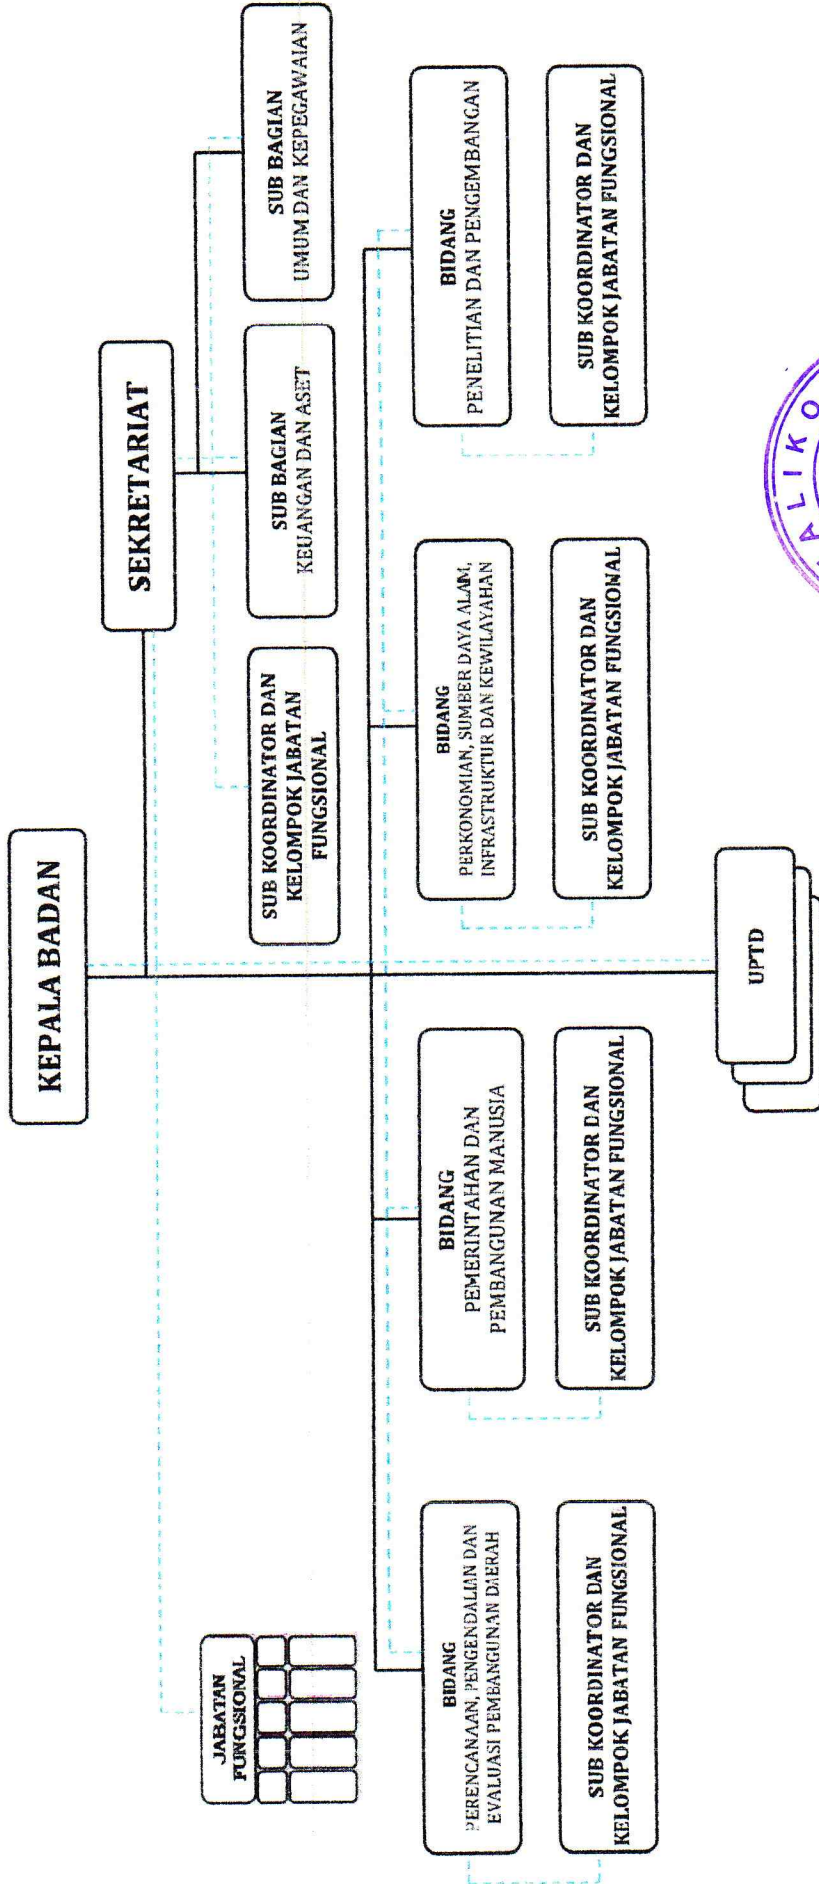 KEPALA BADAN
SEKRETARIAT
JABATAN
FUNGSIONAL
SUB KOORDINATOR DAN
KELOMPOK JABATAN
FUNGSIONAL
SUB BAGIAN
KEUANGAN DAN ASET
SUB BAGIAN
UMUM DAN KEPEGAWAIAN
BIDANG
PERENCANAAN, PENGENDALIAN DAN
EVALUASI PEMBANGUNAN DAERAH
BIDANG
PEMERINTAHAN DAN
PEMBANGUNAN MANUSIA
BIDANG
PERKONOMIAN, SUMBER DAYA ALAM,
INFRASTRUKTUR DAN KEWILAYAHAN
BIDANG
PENELITIAN DAN PENGEMBANGAN
SUB KOORDINATOR DAN
KELOMPOK JABATAN FUNGSIONAL
SUB KOORDINATOR DAN
KELOMPOK JABATAN FUNGSIONAL
SUB KOORDINATOR DAN
KELOMPOK JABATAN FUNGSIONAL
SUB KOORDINATOR DAN
KELOMPOK JABATAN FUNGSIONAL
UPTD
ALIKO